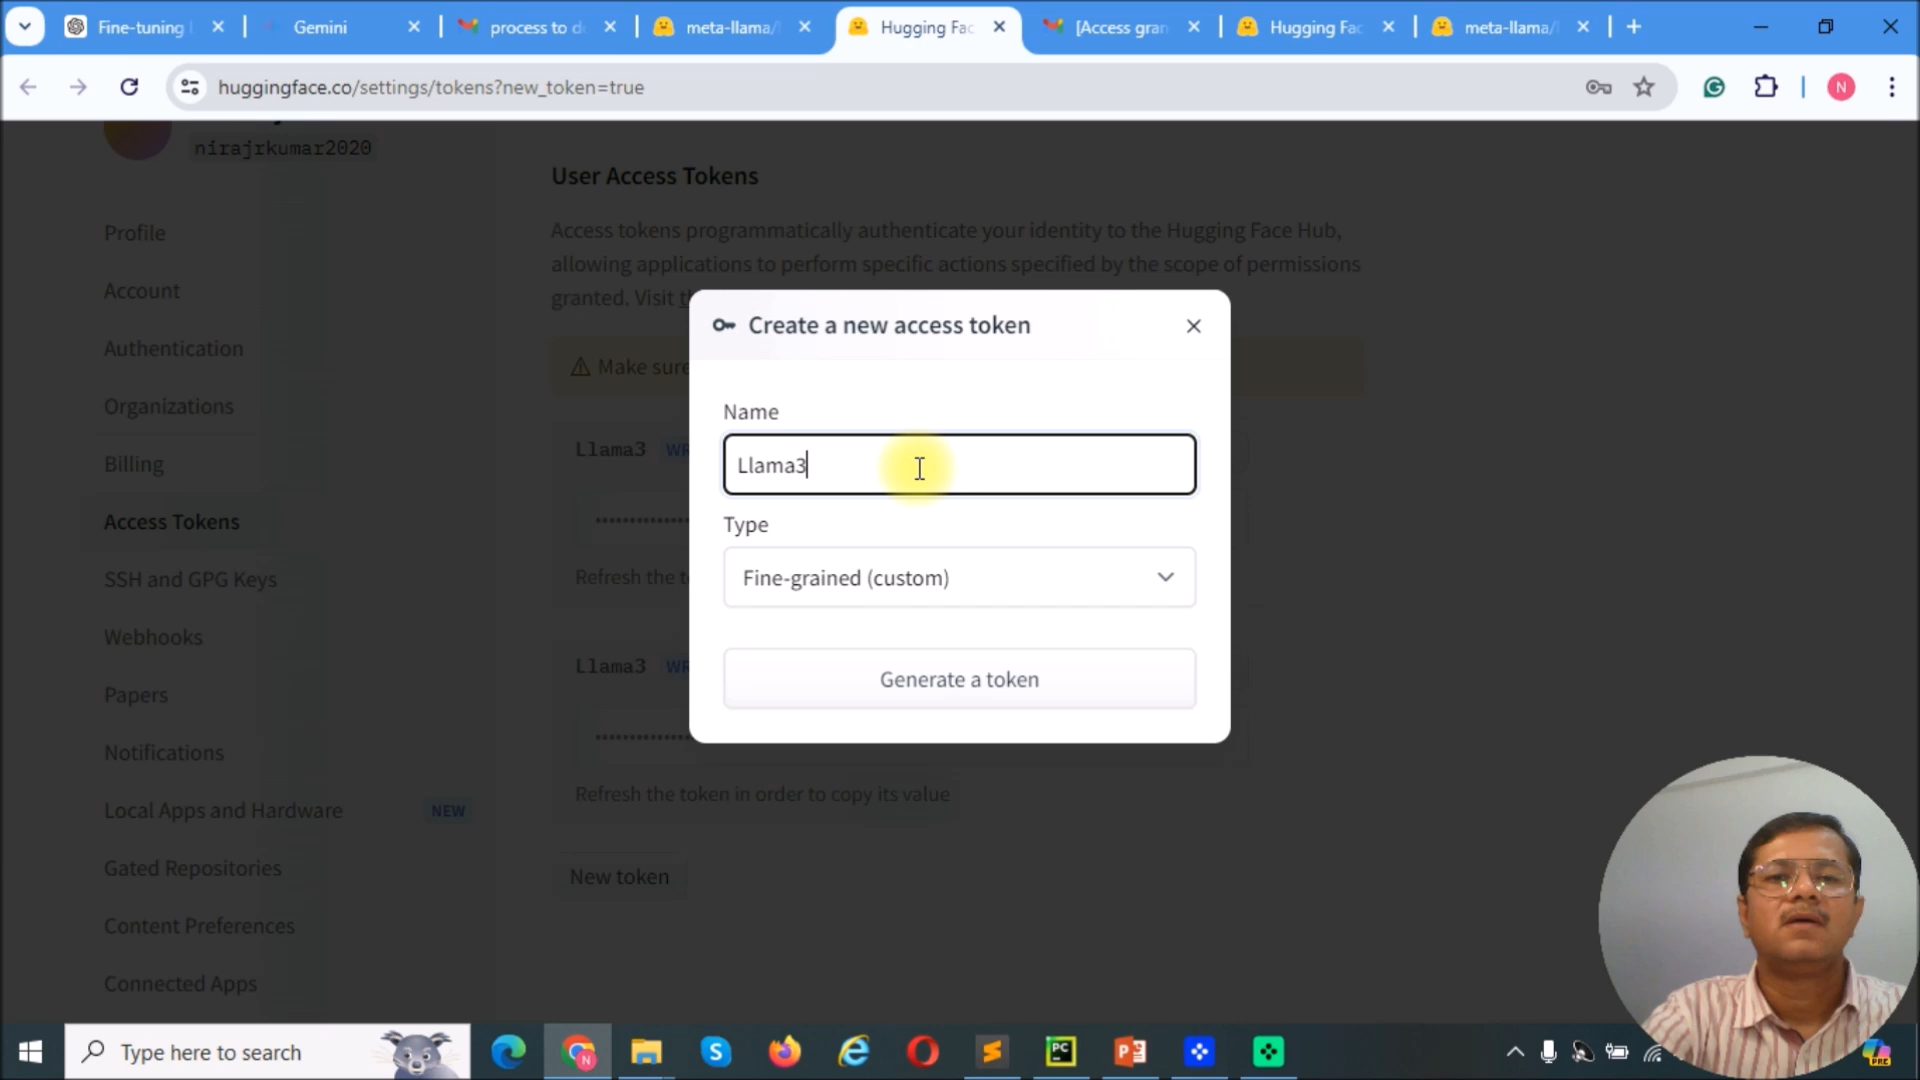 Fine-tuning
Gemini
process to d
meta-llama/
Hugging Fac
[Access gran
Hugging Fac
meta-llama/
huggingface.co/settings/tokens?new_token=true
N
nirajrkumar2020
Profile
Account
Authentication
Organizations
Billing
Access Tokens
SSH and GPG Keys
Webhooks
Papers
Notifications
Local Apps and Hardware NEW
Gated Repositories
Content Preferences
Connected Apps
User Access Tokens
Access tokens programmatically authenticate your identity to the Hugging Face Hub,
allowing applications to perform specific actions specified by the scope of permissions
granted. Visit
Make sure
Llama3 WR
Refresh the
Llama3 WR
Refresh the token in order to copy its value
New token
Create a new access token
Name
Llama3
Type
Fine-grained (custom)
Generate a token
Type here to search
N
S
PC
PRE